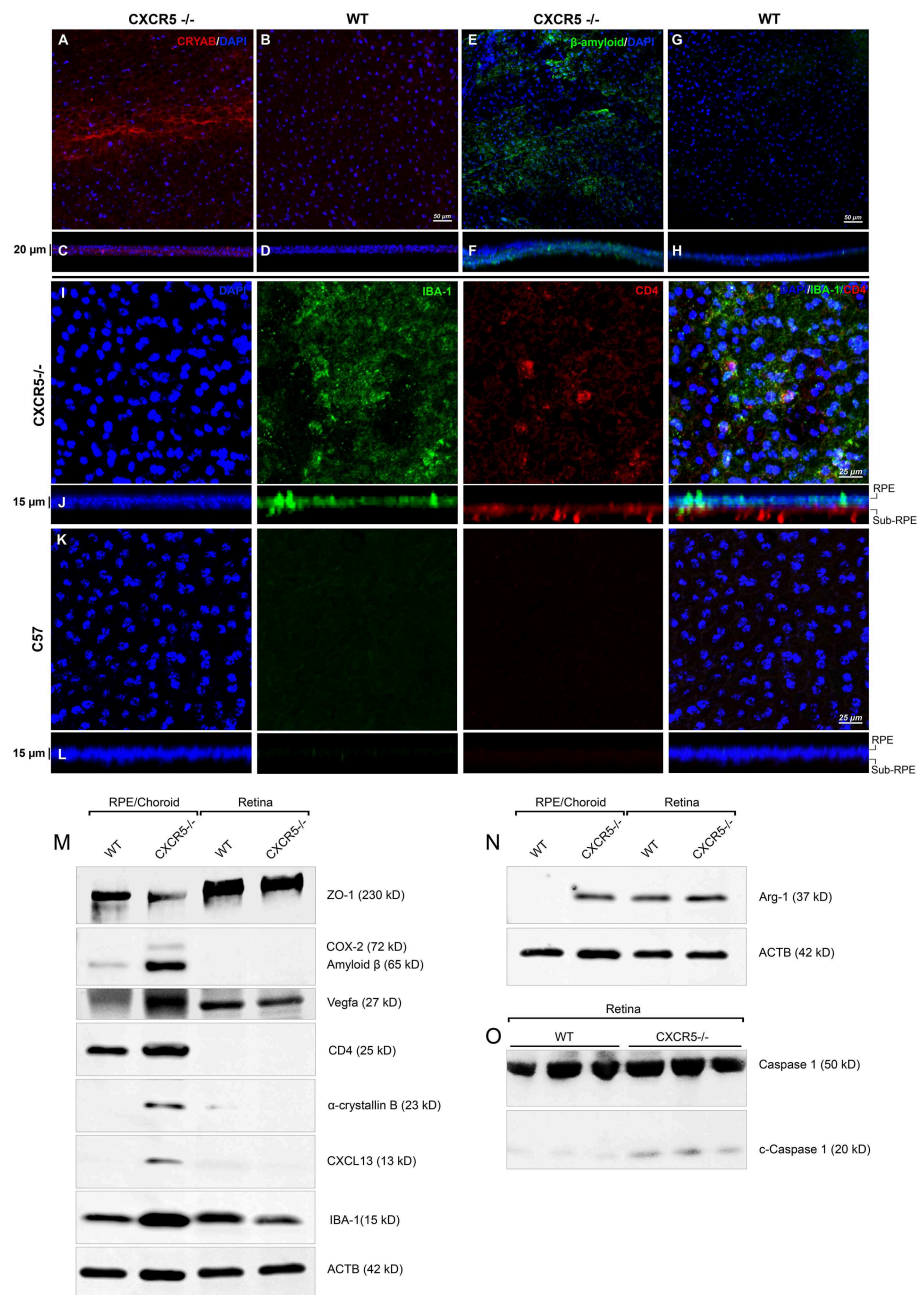 CXCR5 -/-
WT
CXCR5 -/-
WT
A
CRYAB/DAPI
B
E
β-amyloid/DAPI
G
50 µm
50 µm
20 µm
C
D
F
H
I
DAPI
IBA-1
CD4
DAPI/IBA-1/CD4
CXCR5-/-
25 µm
15 µm
J
RPE
Sub-RPE
K
C57
25 µm
15 µm
L
RPE
Sub-RPE
M
RPE/Choroid
Retina
WT
CXCR5-/-
WT
CXCR5-/-
ZO-1 (230 kD)
COX-2 (72 kD)
Amyloid β (65 kD)
Vegfa (27 kD)
CD4 (25 kD)
α-crystallin B (23 kD)
CXCL13 (13 kD)
IBA-1(15 kD)
ACTB (42 kD)
N
RPE/Choroid
Retina
WT
CXCR5-/-
WT
CXCR5-/-
Arg-1 (37 kD)
ACTB (42 kD)
O
Retina
WT
CXCR5-/-
Caspase 1 (50 kD)
c-Caspase 1 (20 kD)